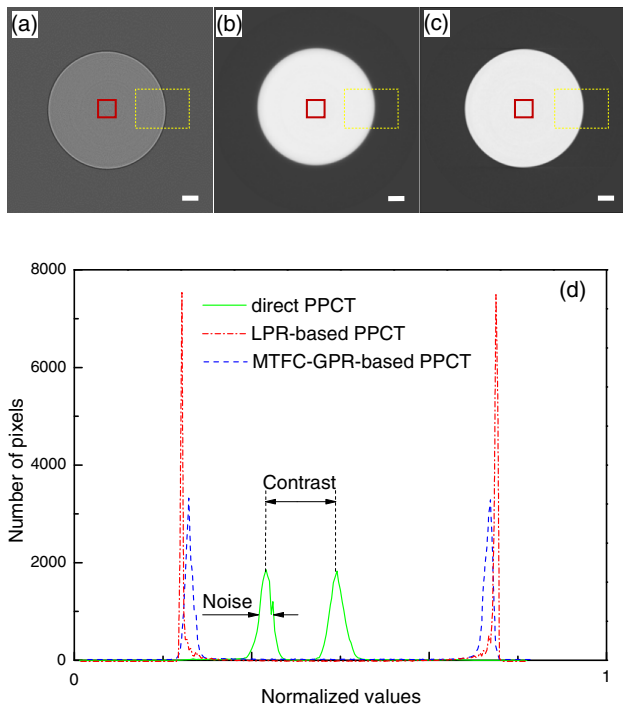 (a)
(b)
(c)
(d)
8000
6000
4000
2000
0
Number of pixels
direct PPCT
LPR-based PPCT
MTFC-GPR-based PPCT
Contrast
Noise
0
1
Normalized values